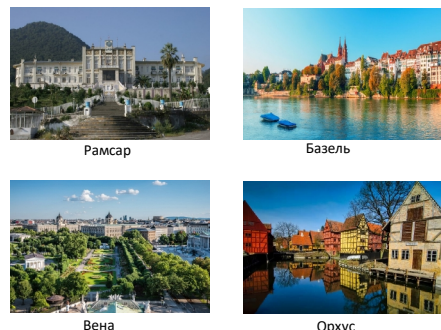 Рамсар
Базель
Вена
Орхус